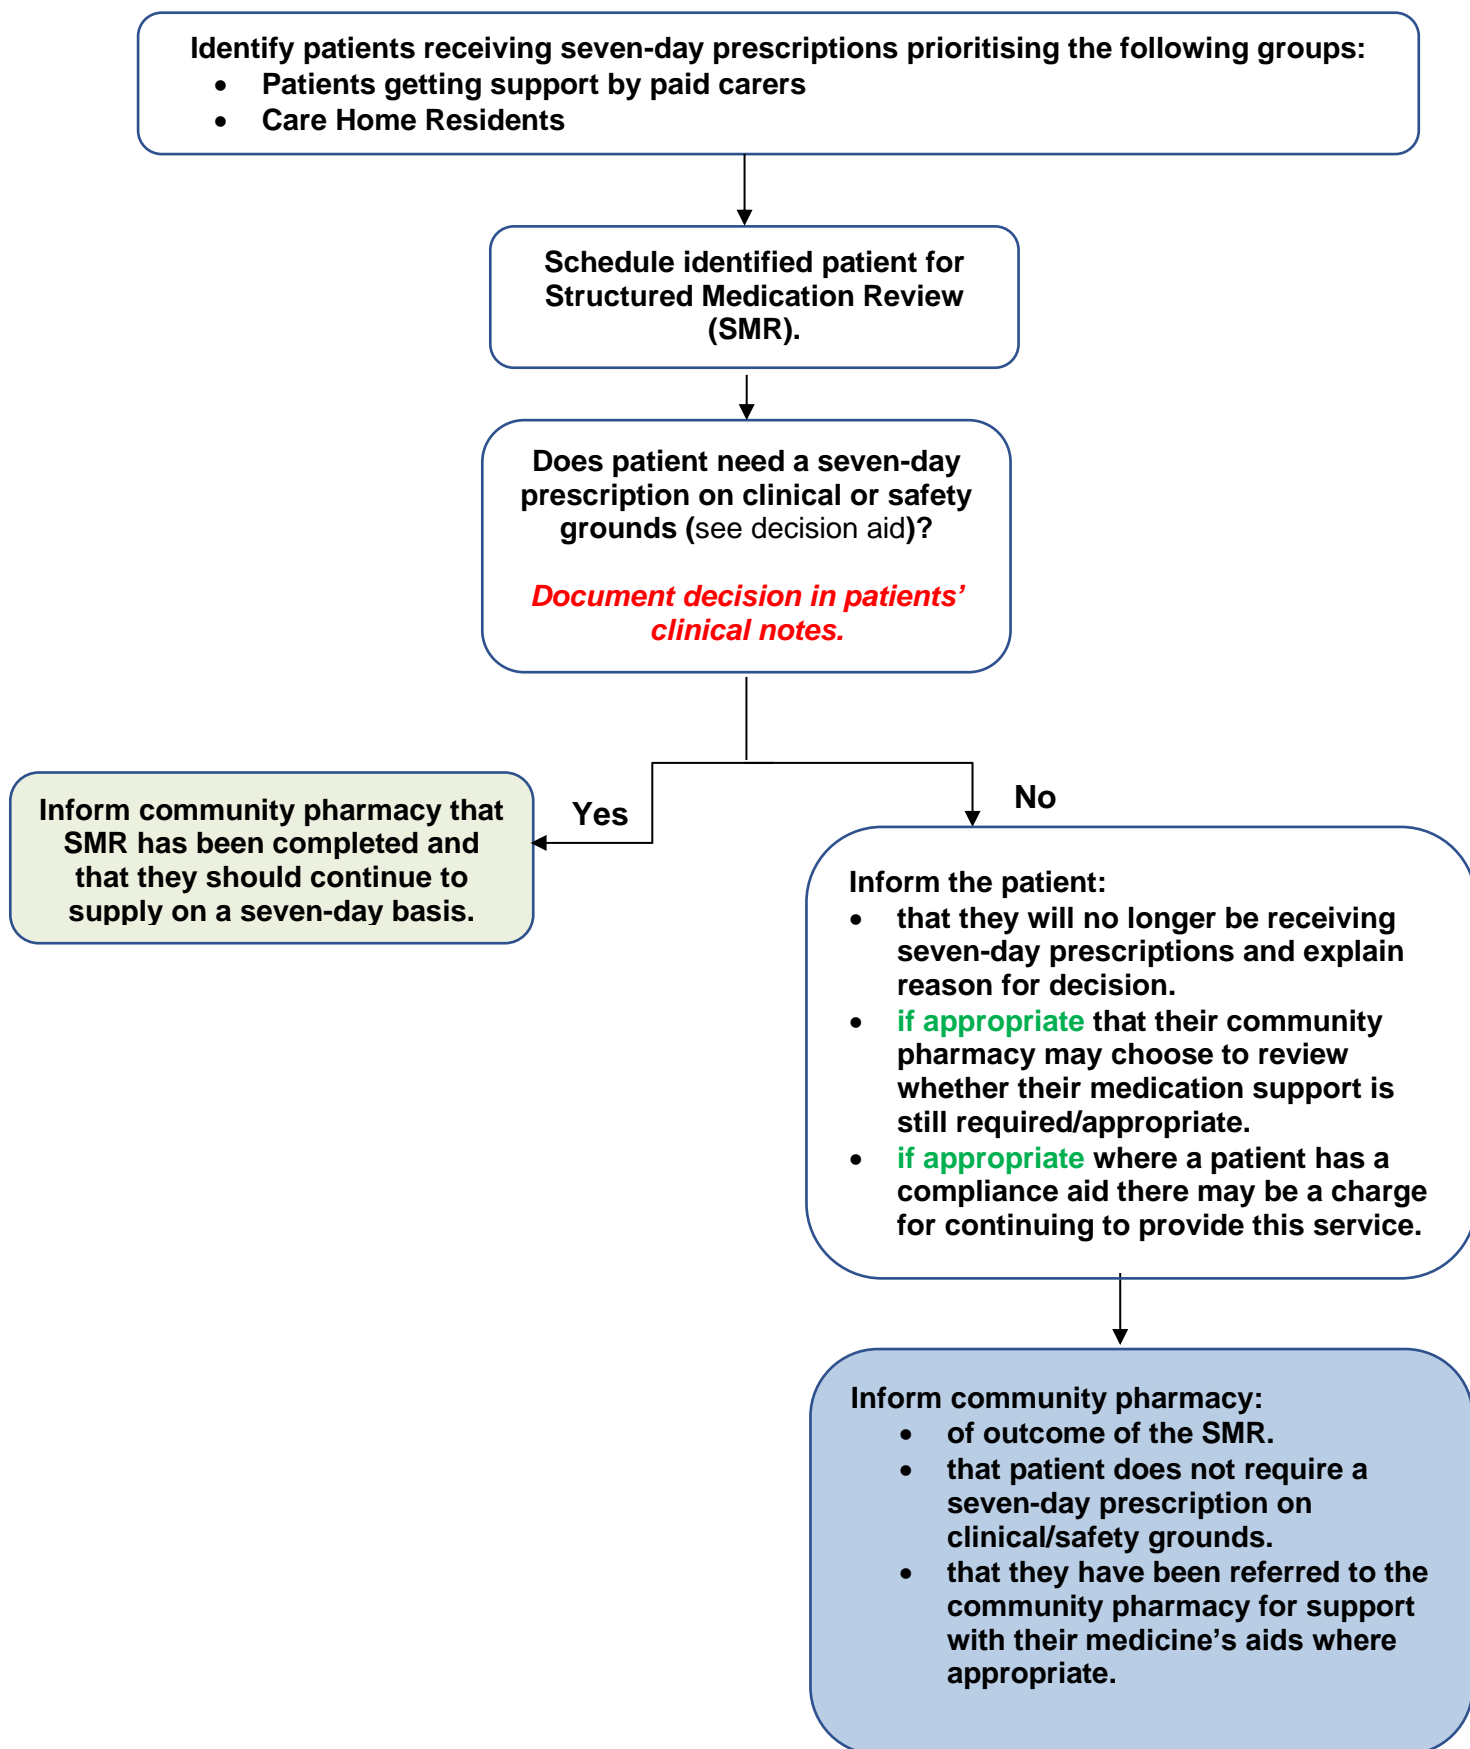 Identify patients receiving seven-day prescriptions prioritising the following groups:
• Patients getting support by paid carers
• Care Home Residents
Schedule identified patient for
Structured Medication Review
(SMR).
Does patient need a seven-day
prescription on clinical or safety
grounds (see decision aid)?
Document decision in patients’
clinical notes.
Yes
No
Inform community pharmacy that
SMR has been completed and
that they should continue to
supply on a seven-day basis.
Inform the patient:
• that they will no longer be receiving
seven-day prescriptions and explain
reason for decision.
• if appropriate that their community
pharmacy may choose to review
whether their medication support is
still required/appropriate.
• if appropriate where a patient has a
compliance aid there may be a charge
for continuing to provide this service.
Inform community pharmacy:
• of outcome of the SMR.
• that patient does not require a
seven-day prescription on
clinical/safety grounds.
• that they have been referred to the
community pharmacy for support
with their medicine’s aids where
appropriate.